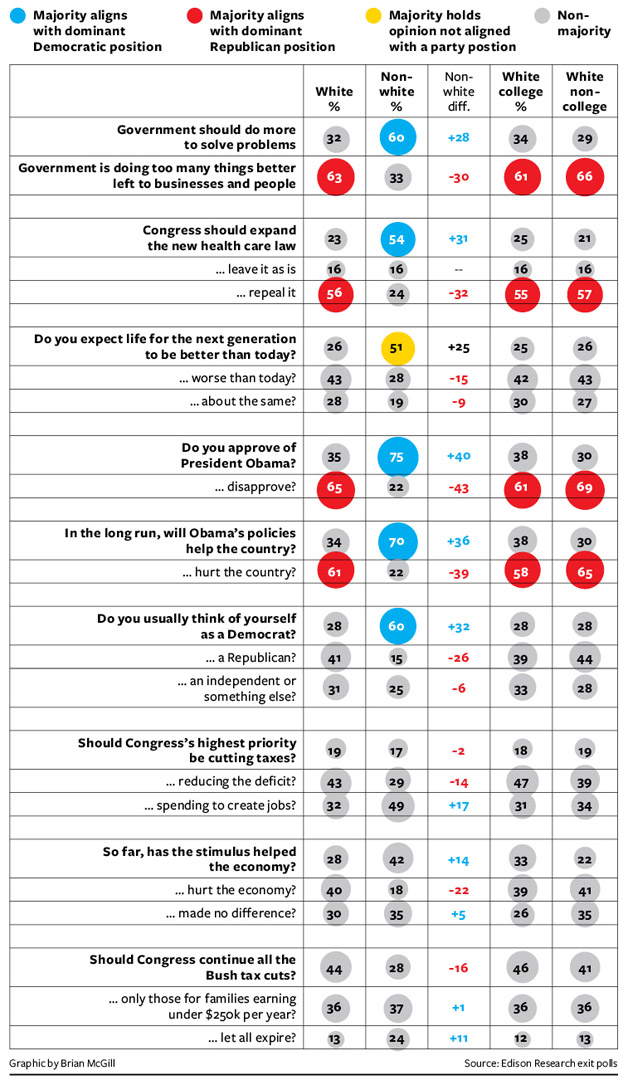 Majority aligns with dominant Democratic position
Majority aligns with dominant Republican position
Majority holds opinion not aligned with a party postion
Non-majority
White % Non-white % Non-white diff. White college % White non-college
Government should do more
to solve problems 32 60 +28 34 29
Government is doing too many things better
left to businesses and people 63 33 -30 61 66
Congress should expand
the new health care law 23 54 +31 25 21
... leave it as is 16 16 -- 16 16
... repeal it 56 24 -32 55 57
Do you expect life for the next generation
to be better than today? 26 51 +25 25 26
... worse than today? 43 28 -15 42 43
... about the same? 28 19 -9 30 27
Do you approve of
President Obama? 35 75 +40 38 30
... disapprove? 65 22 -43 61 69
In the long run, will Obama's policies
help the country? 34 70 +36 38 30
... hurt the country? 61 22 -39 58 65
Do you usually think of yourself
as a Democrat? 28 60 +32 28 28
... a Republican? 41 15 -26 39 44
... an independent or
something else? 31 25 -6 33 28
Should Congress's highest priority
be cutting taxes? 19 17 -2 18 19
... reducing the deficit? 43 29 -14 47 39
... spending to create jobs? 32 49 +17 31 34
So far, has the stimulus helped
the economy? 28 42 +14 33 22
... hurt the economy? 40 18 -22 39 41
... made no difference? 30 35 +5 26 35
Should Congress continue all the
Bush tax cuts? 44 28 -16 46 41
... only those for families earning
under $250k per year? 36 37 +1 36 36
... let all expire? 13 24 +11 12 13
Graphic by Brian McGill
Source: Edison Research exit polls